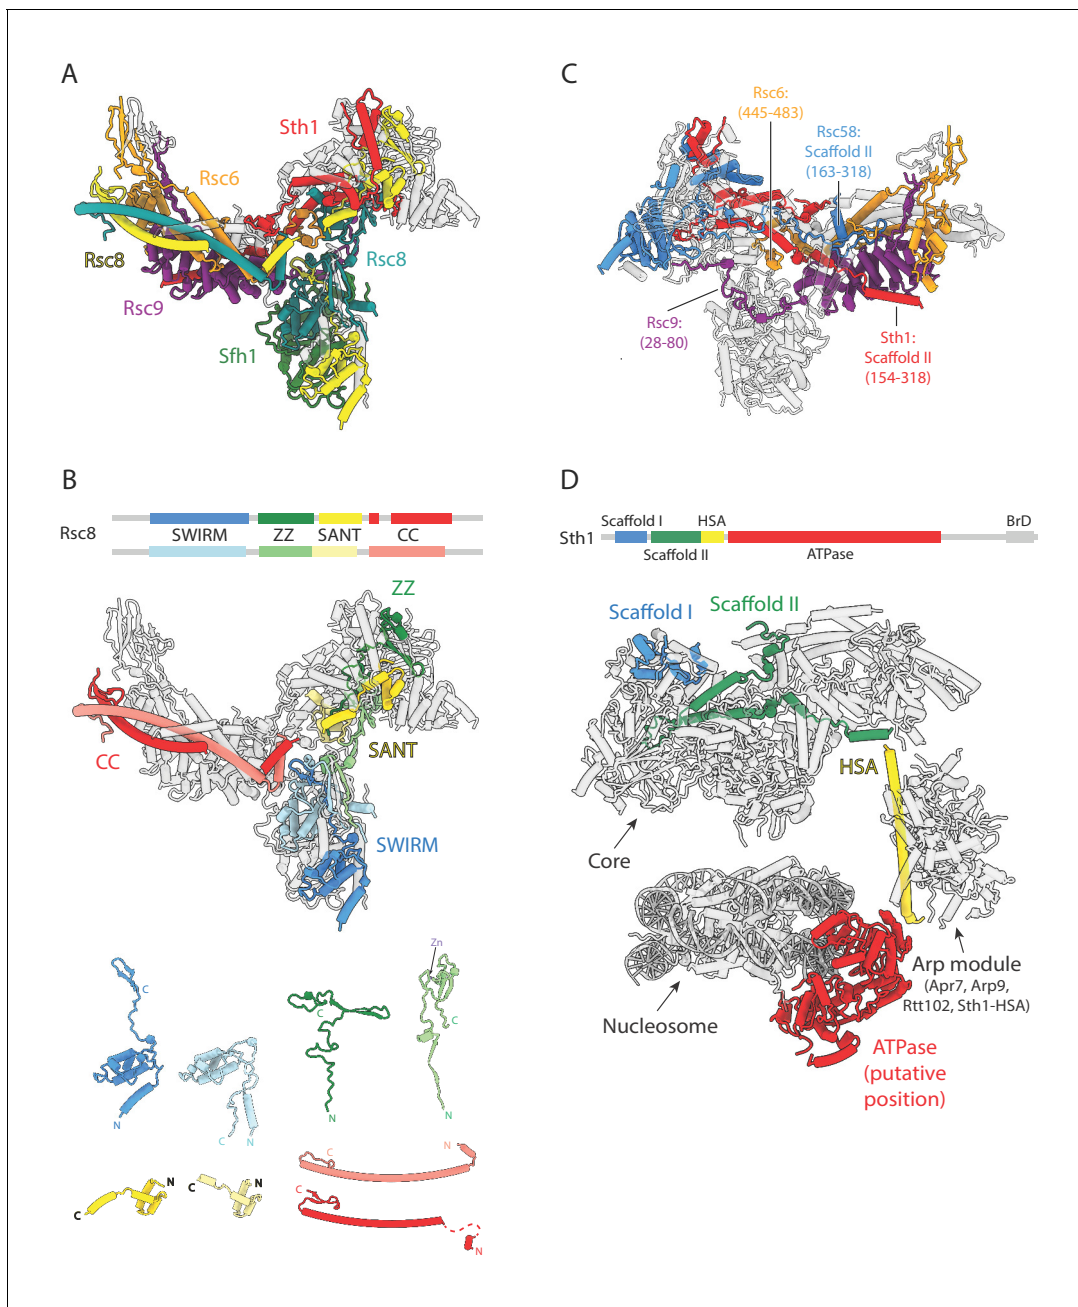 A
Sth1
Rsc6
Rsc8
Rsc8
Rsc9
Sfh1
C
Rsc6:
(445-483)
Rsc58:
Scaffold II
(163-318)
Rsc9:
(28-80)
Sth1:
Scaffold II
(154-318)
B
Rsc8
SWIRM
ZZ
SANT
CC
ZZ
SANT
CC
SWIRM
Zn
C
C
C
C
N
C
N
N
N
N
C
N
C
N
C
N
C
N
D
Scaffold I
HSA
BrD
Sth1
Scaffold II
ATPase
Scaffold I
Scaffold II
HSA
Core
Arp module
(Apr7, Arp9,
Rtt102, Sth1-HSA)
Nucleosome
ATPase
(putative
position)